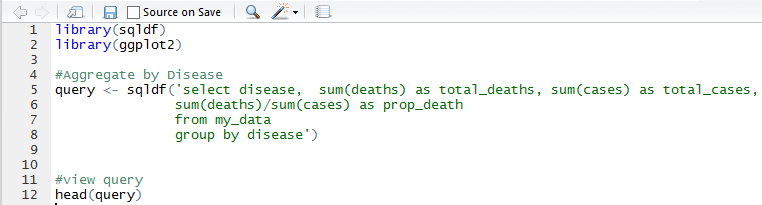 Source on Save
1 library(sqldf)
2 library(ggplot2)
3
4 #Aggregate by Disease
5 query <- sqldf('select disease,  sum(deaths) as total_deaths, sum(cases) as total_cases,
6                sum(deaths)/sum(cases) as prop_death
7                from my_data
8                group by disease')
9
10
11 #view query
12 head(query)